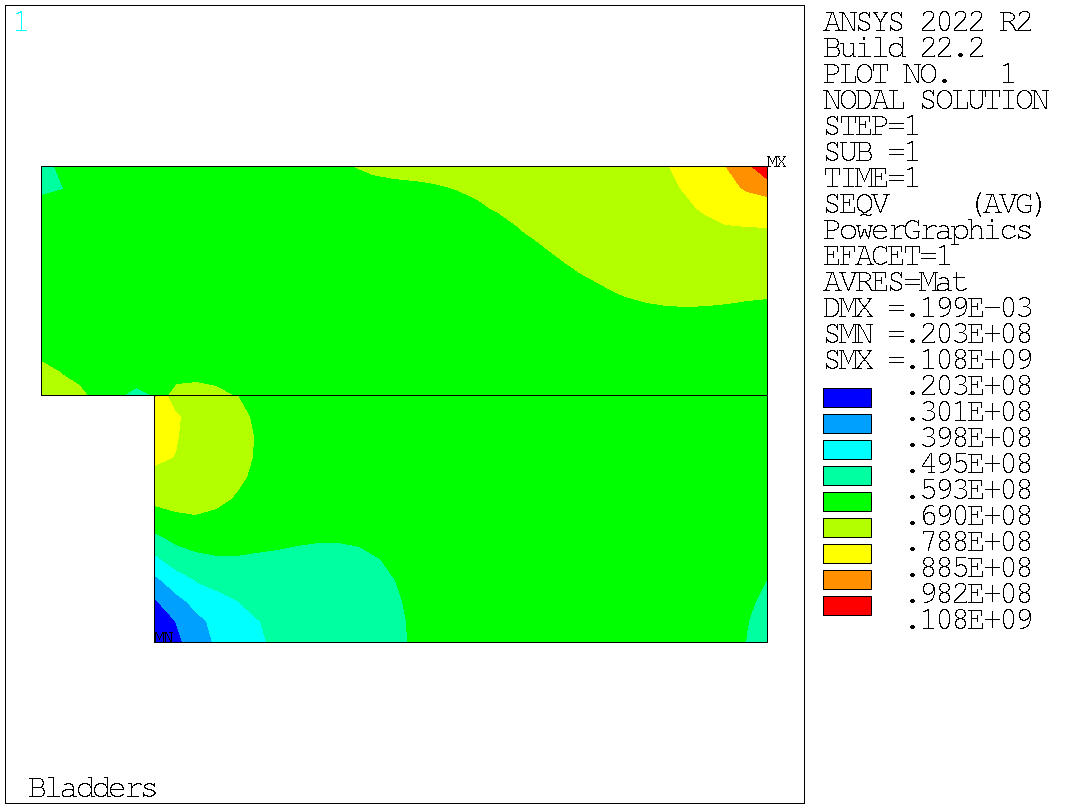 1
ANSYS 2022 R2
Build 22.2
PLOT NO. 1
NODAL SOLUTION
STEP=1
SUB =1
TIME=1
SEQV (AVG)
PowerGraphics
EFACET=1
AVRES=Mat
DMX =.199E-03
SMN =.203E+08
SMX =.108E+09
.203E+08
.301E+08
.398E+08
.495E+08
.593E+08
.690E+08
.788E+08
.885E+08
.982E+08
.108E+09
MX
MN
Bladders